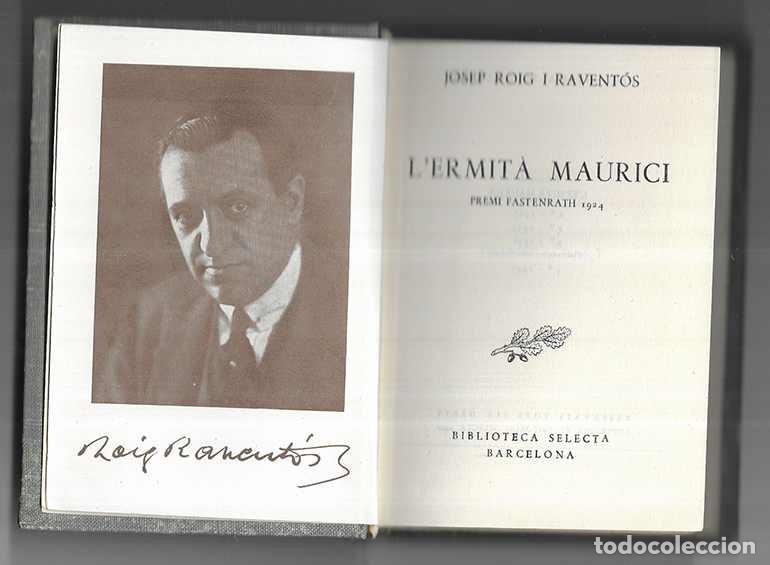 Roig Raventós
JOSEP ROIG I RAVENTÓS
L'ERMITÀ MAURICI
PREMI FASTENRATH 1924
BIBLIOTECA SELECTA
BARCELONA
todocoleccion